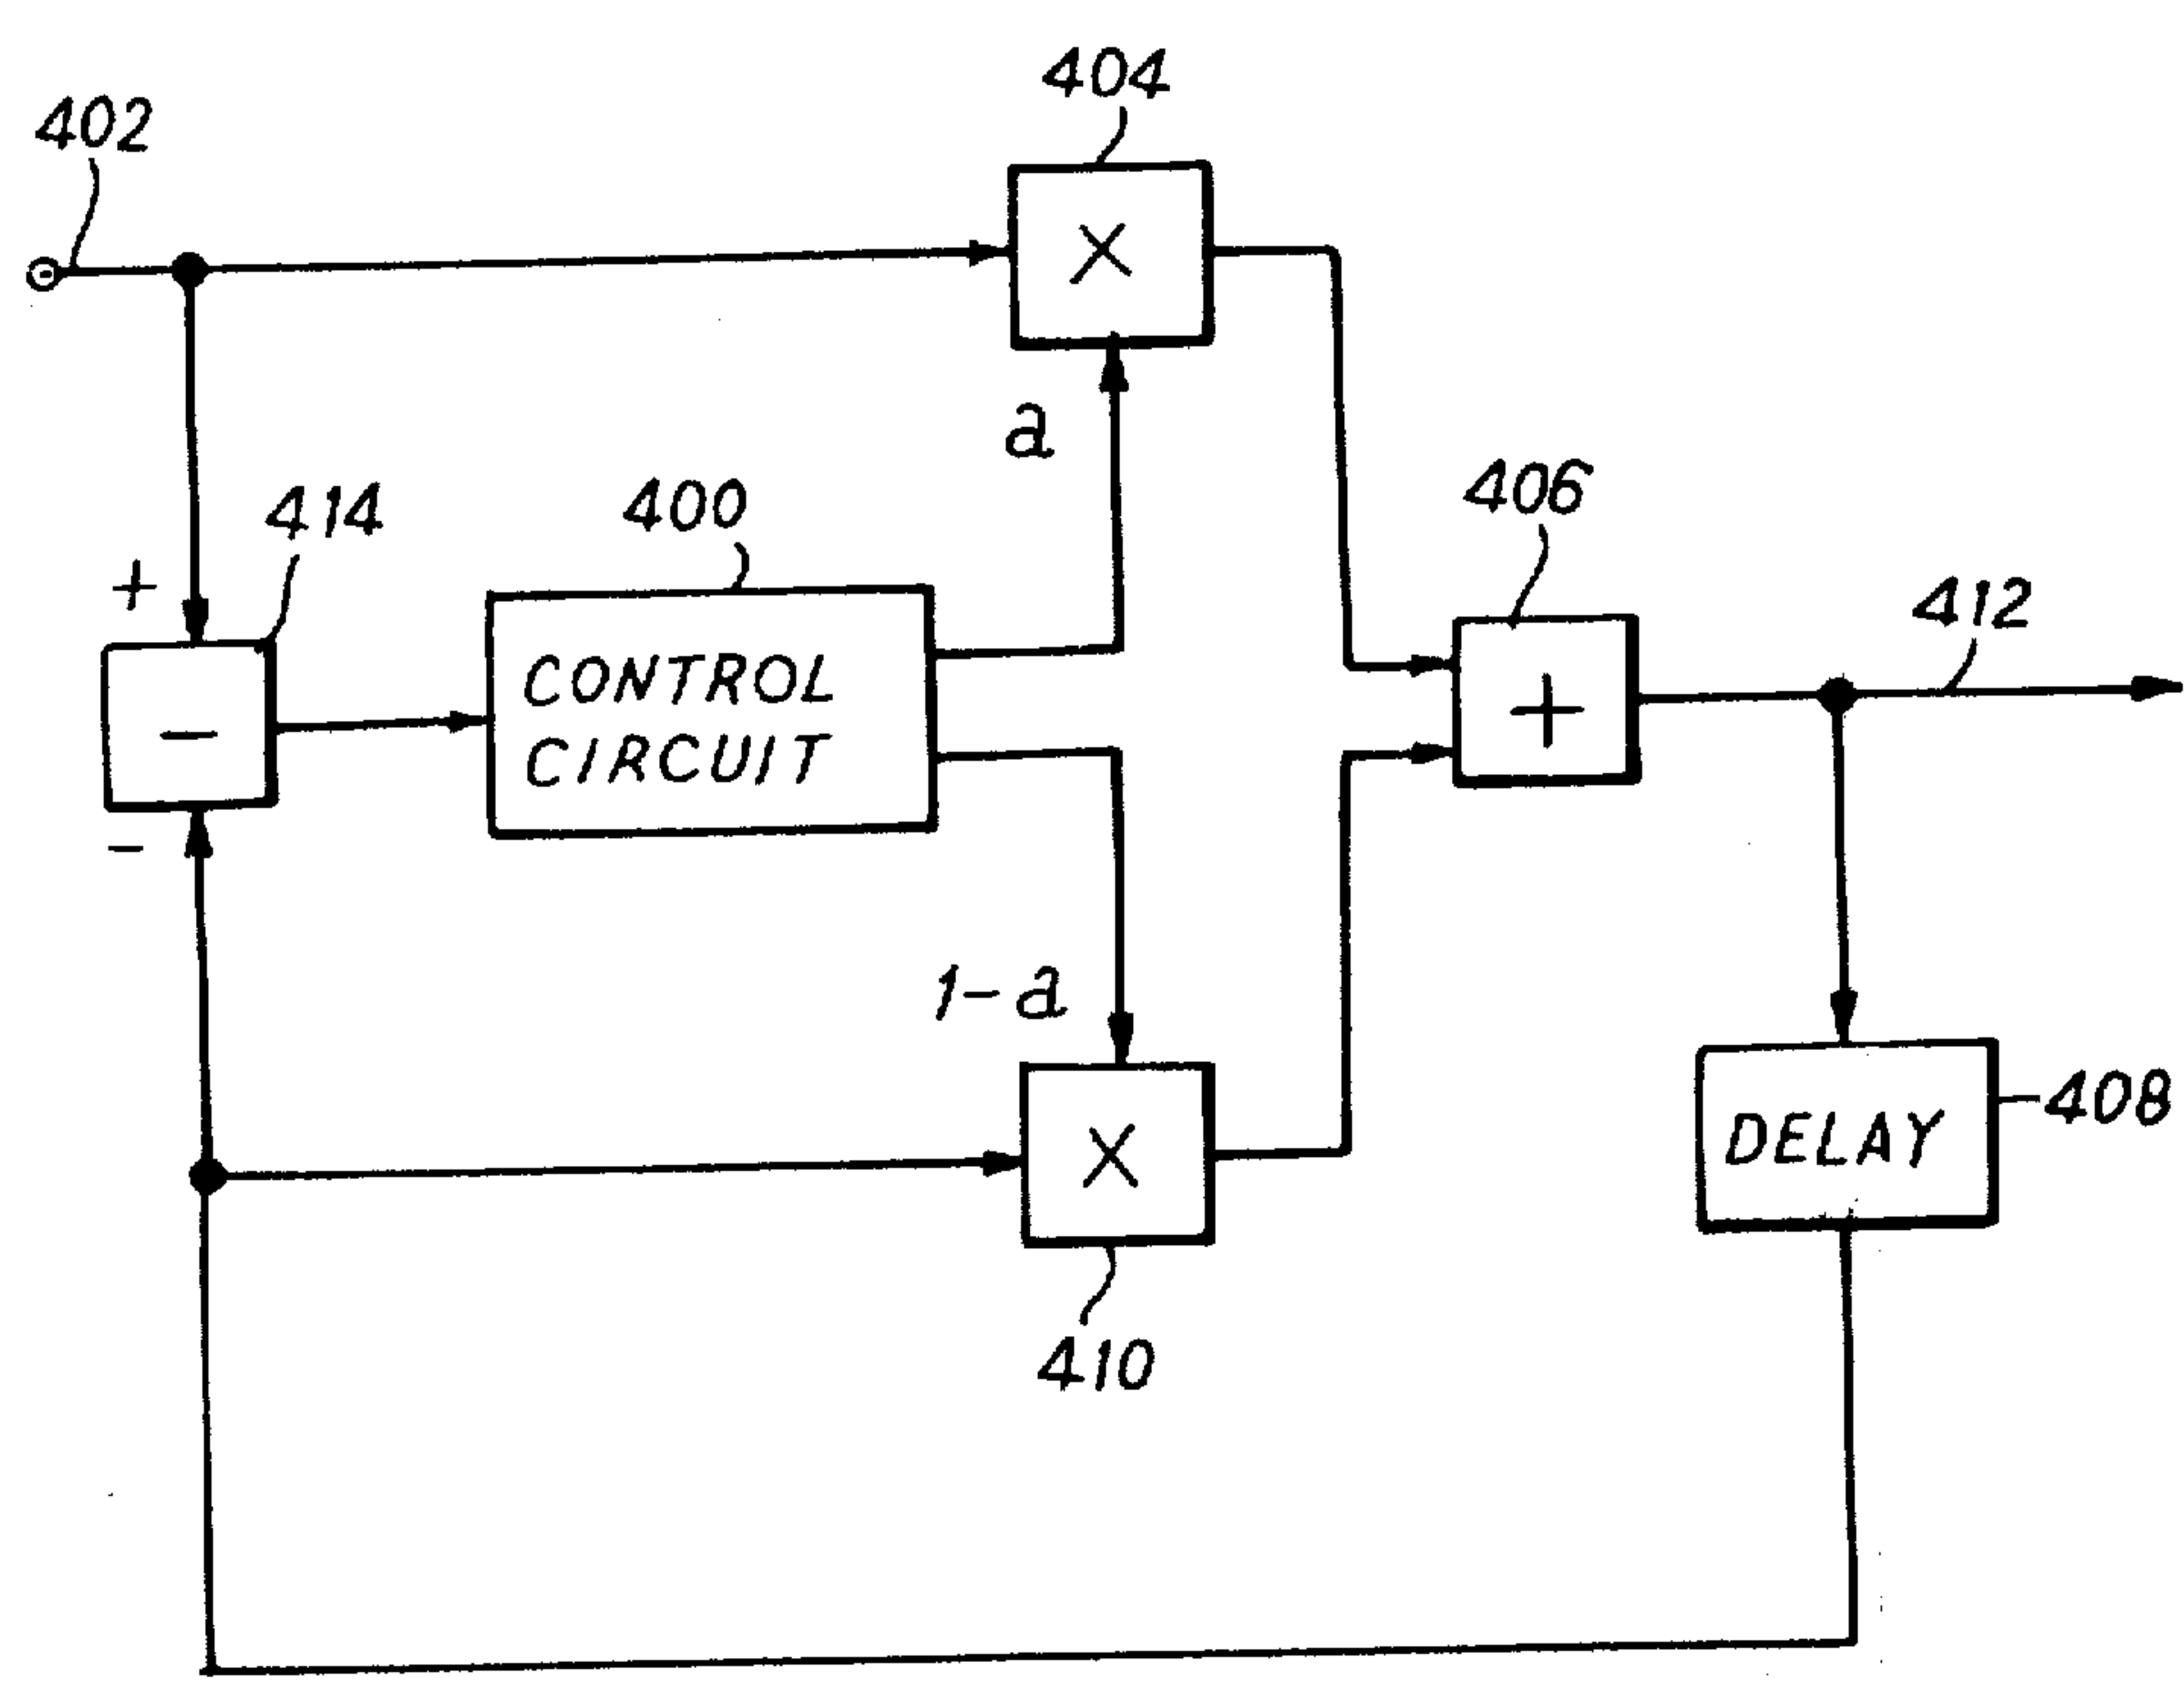 404
402
×
a
400
406
414
412
+
CONTROL
CIRCUIT
+
−
−
1-a
408
DELAY
×
410